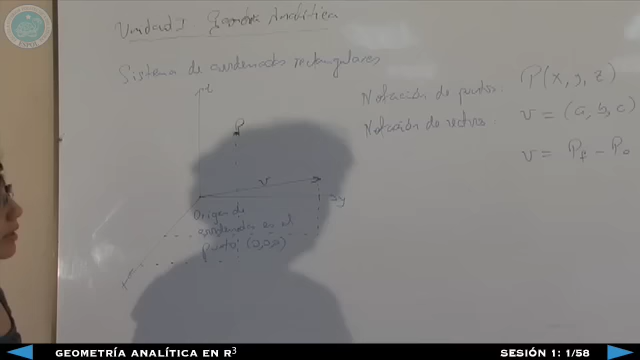 Unidad I Geometría Analítica
Sistema de coordenadas rectangulares
z
P
v
y
x
Origen de
coordenadas en el
punto: (0,0,0)
Notación de puntos: P(x, y, z)
Notación de vectores: v = (a, b, c)
v = Pf - Po
GEOMETRÍA ANALÍTICA EN R³
SESIÓN 1: 1/58